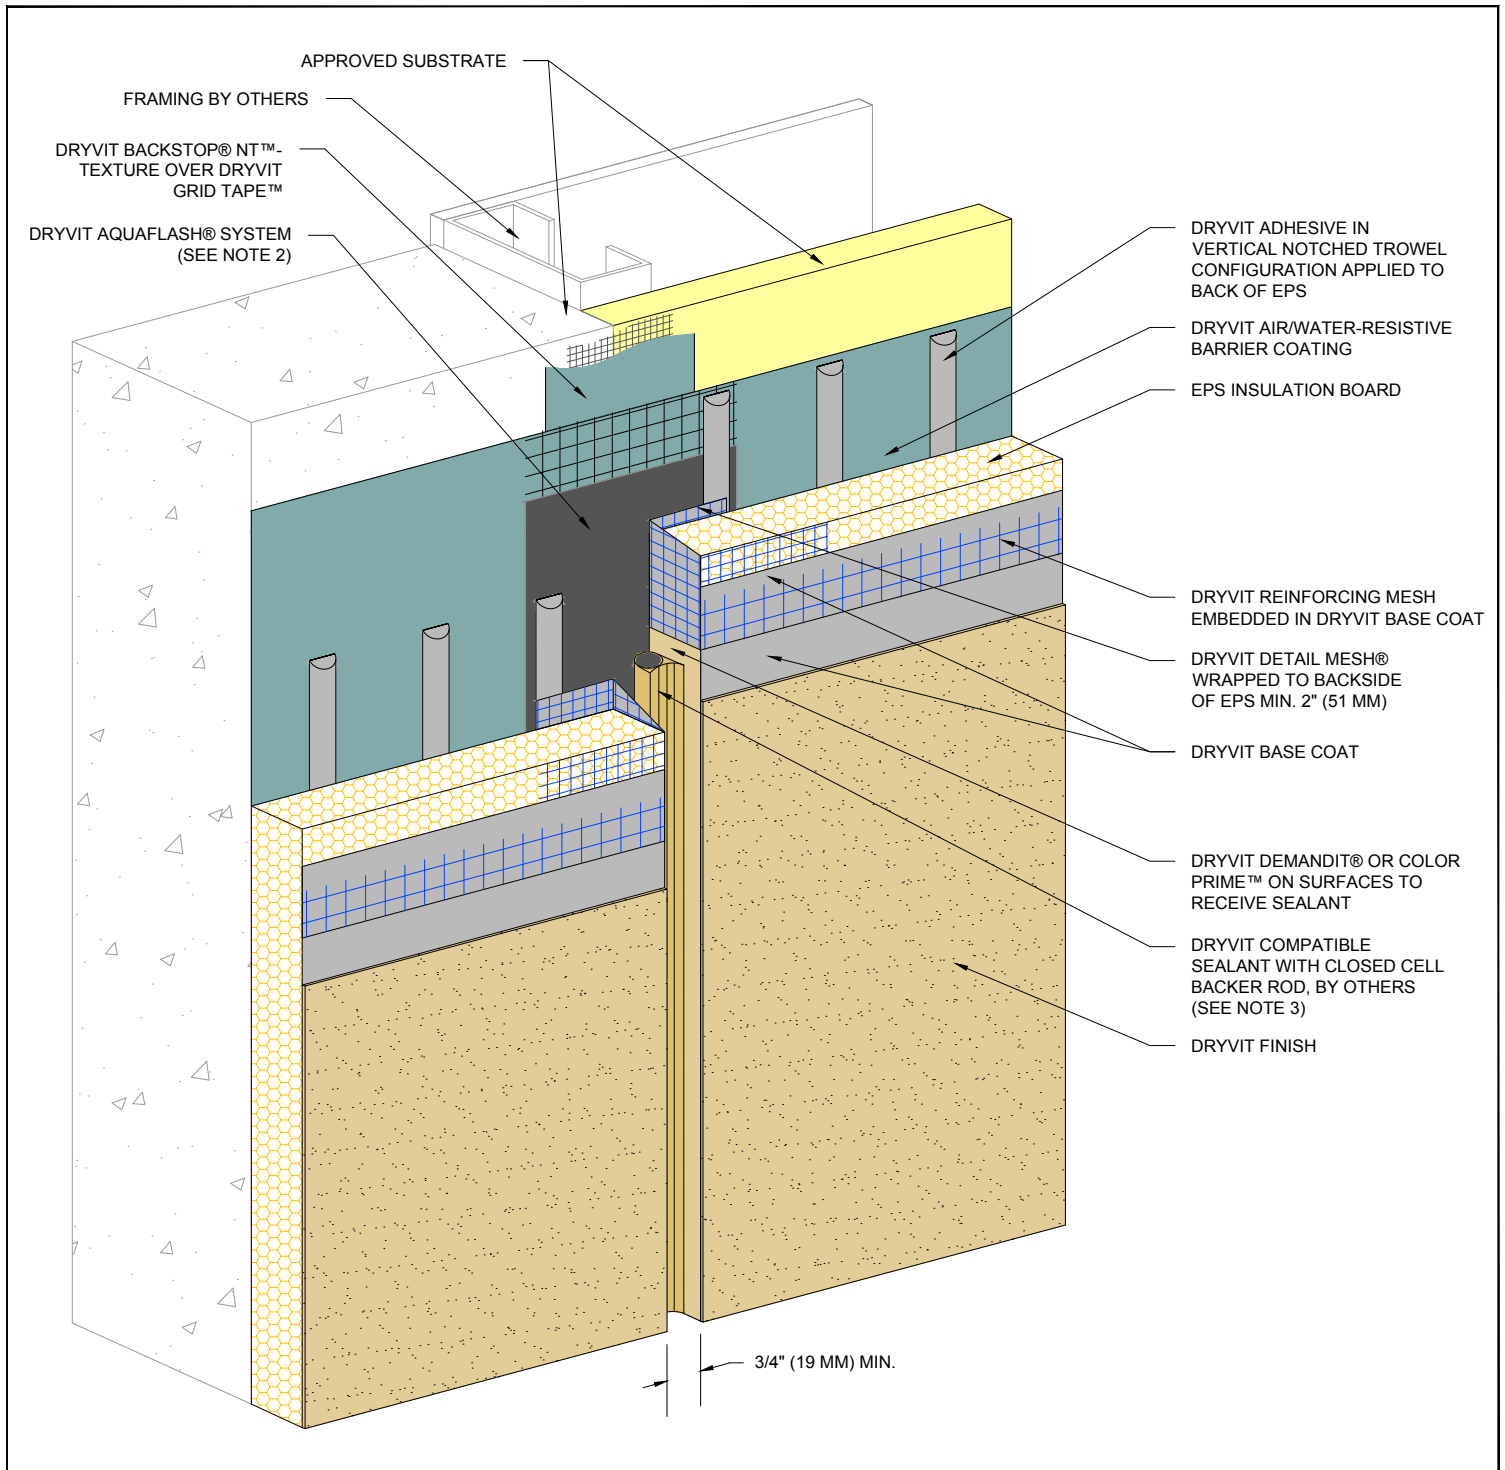 APPROVED SUBSTRATE
FRAMING BY OTHERS
DRYVIT BACKSTOP® NT™-
TEXTURE OVER DRYVIT
GRID TAPE™
DRYVIT AQUAFLASH® SYSTEM
(SEE NOTE 2)
DRYVIT ADHESIVE IN
VERTICAL NOTCHED TROWEL
CONFIGURATION APPLIED TO
BACK OF EPS
DRYVIT AIR/WATER-RESISTIVE
BARRIER COATING
EPS INSULATION BOARD
DRYVIT REINFORCING MESH
EMBEDDED IN DRYVIT BASE COAT
DRYVIT DETAIL MESH®
WRAPPED TO BACKSIDE
OF EPS MIN. 2" (51 MM)
DRYVIT BASE COAT
DRYVIT DEMANDIT® OR COLOR
PRIME™ ON SURFACES TO
RECEIVE SEALANT
DRYVIT COMPATIBLE
SEALANT WITH CLOSED CELL
BACKER ROD, BY OTHERS
(SEE NOTE 3)
DRYVIT FINISH
3/4" (19 MM) MIN.